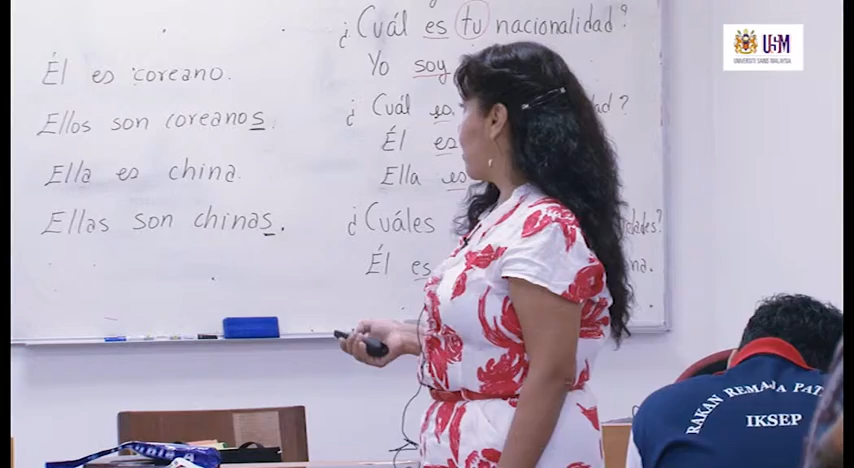 Él es coreano.
Ellos son coreanos.
Ella es china.
Ellas son chinas.
¿Cuál es tu nacionalidad?
Yo soy
¿Cuál es
Él es
Ella es
¿Cuáles
Él es
USM
UNIVERSITI SAINS MALAYSIA
RAKAN REMAJA
IKSEP